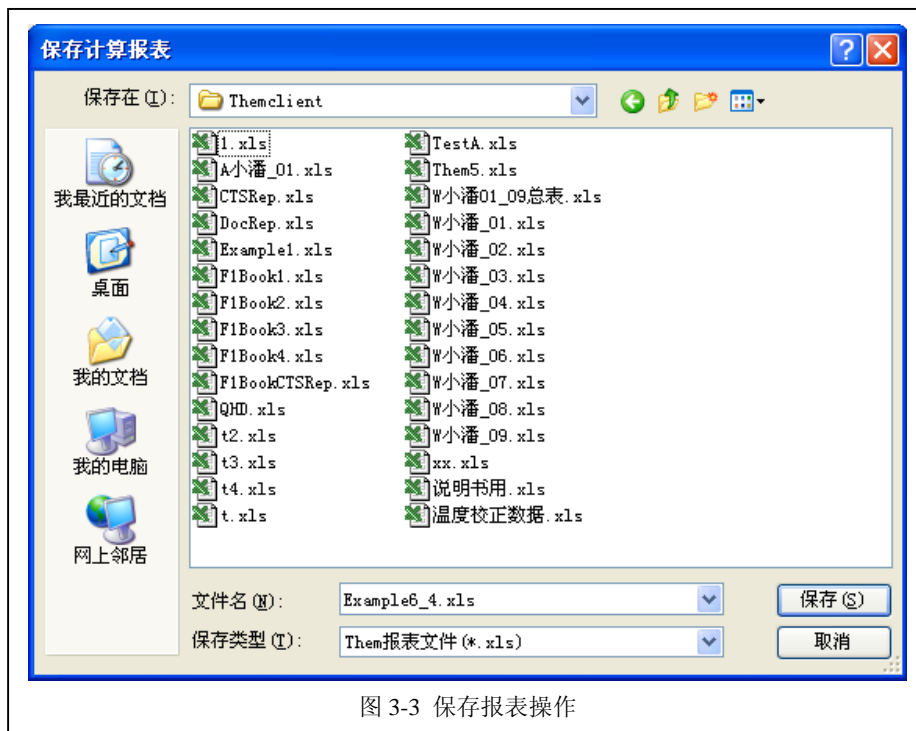 保存计算报表
保存在(I):
Themclient
我最近的文档
桌面
我的文档
我的电脑
网上邻居
1.xls
A小潘_01.xls
CTSRep.xls
DocRep.xls
Example1.xls
F1Book1.xls
F1Book2.xls
F1Book3.xls
F1Book4.xls
F1BookCTSRep.xls
QHD.xls
t2.xls
t3.xls
t4.xls
t.xls
TestA.xls
Them5.xls
W小潘01_09总表.xls
W小潘_01.xls
W小潘_02.xls
W小潘_03.xls
W小潘_04.xls
W小潘_05.xls
W小潘_06.xls
W小潘_07.xls
W小潘_08.xls
W小潘_09.xls
xx.xls
说明书用.xls
温度校正数据.xls
文件名(N):
Example6_4.xls
保存(S)
保存类型(T):
Them报表文件(*.xls)
取消
图 3-3 保存报表操作